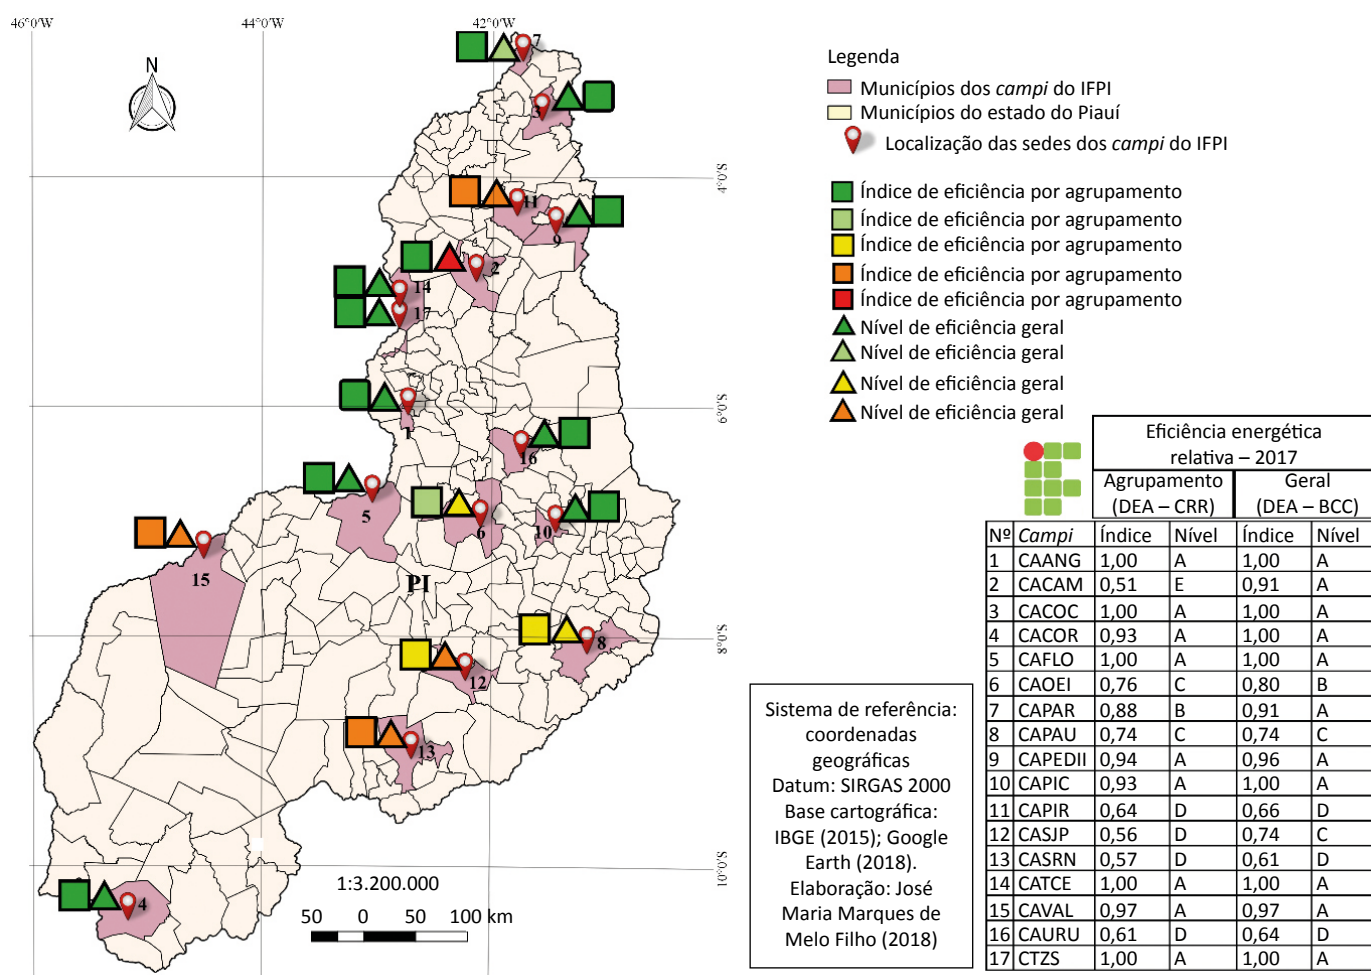 46°0'W
44°0'W
42°0'W
N
7
3
4°0'S
11
9
2
14
17
6°0'S
1
16
5
6
10
15
PI
8°0'S
8
12
13
10°0'S
4
1:3.200.000
50 0 50 100 km
Legenda
Municípios dos campi do IFPI
Municípios do estado do Piauí
Localização das sedes dos campi do IFPI
Índice de eficiência por agrupamento
Índice de eficiência por agrupamento
Índice de eficiência por agrupamento
Índice de eficiência por agrupamento
Índice de eficiência por agrupamento
Nível de eficiência geral
Nível de eficiência geral
Nível de eficiência geral
Nível de eficiência geral
Sistema de referência:
coordenadas
geográficas
Datum: SIRGAS 2000
Base cartográfica:
IBGE (2015); Google
Earth (2018).
Elaboração: José
Maria Marques de
Melo Filho (2018)
Eficiência energética
relativa – 2017
Agrupamento Geral
(DEA – CRR) (DEA – BCC)
Nº Campi Índice Nível Índice Nível
1 CAANG 1,00 A 1,00 A
2 CACAM 0,51 E 0,91 A
3 CACOC 1,00 A 1,00 A
4 CACOR 0,93 A 1,00 A
5 CAFLO 1,00 A 1,00 A
6 CAOEI 0,76 C 0,80 B
7 CAPAR 0,88 B 0,91 A
8 CAPAU 0,74 C 0,74 C
9 CAPEDII 0,94 A 0,96 A
10 CAPIC 0,93 A 1,00 A
11 CAPIR 0,64 D 0,66 D
12 CASJP 0,56 D 0,74 C
13 CASRN 0,57 D 0,61 D
14 CATCE 1,00 A 1,00 A
15 CAVAL 0,97 A 0,97 A
16 CAURU 0,61 D 0,64 D
17 CTZS 1,00 A 1,00 A